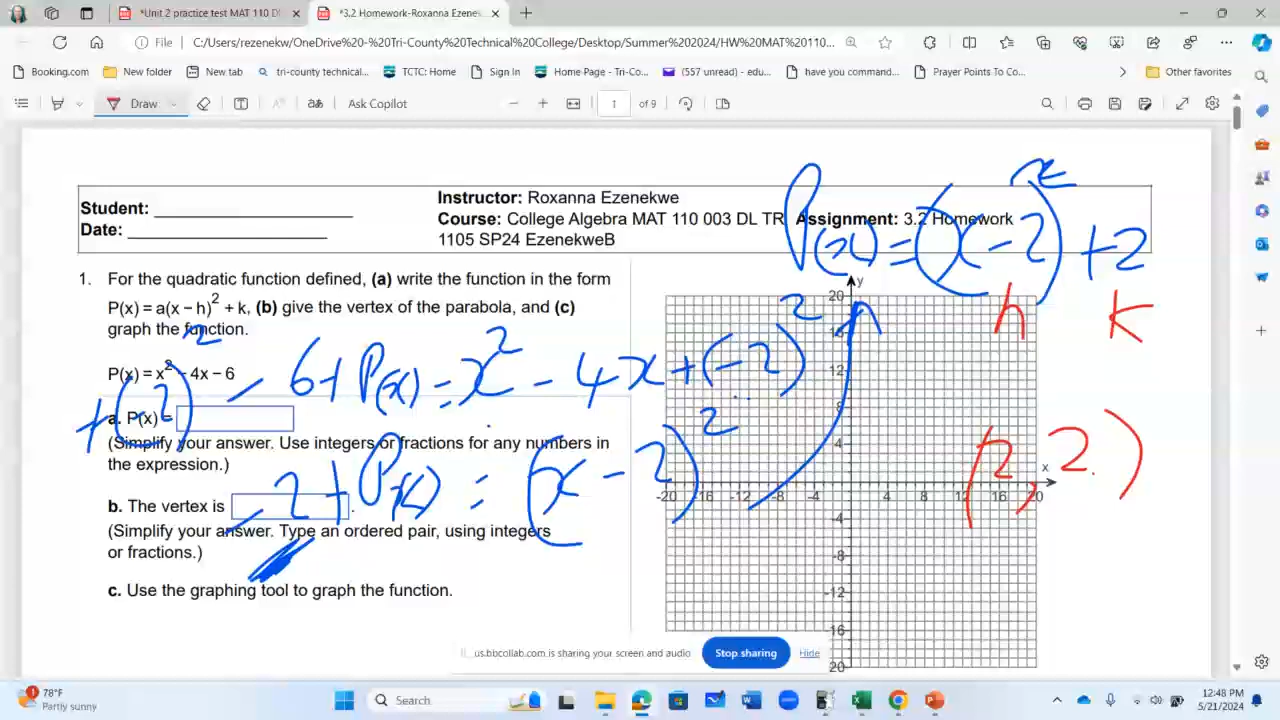 *Unit 2 practice test MAT 110 DI
*3.2 Homework-Roxanna Ezenek
File
C:/Users/rezenekw/OneDrive%20-%20Tri-County%20Technical%20College/Desktop/Summer%202024/HW%20MAT%20110...
Booking.com
New folder
New tab
tri-county technical...
TCTC: Home
Sign In
Home Page - Tri-Co...
(557 unread) - edu...
have you command...
Prayer Points To Co...
Other favorites
Draw
Ask Copilot
1 of 9
Student:
Date:
Instructor: Roxanna Ezenekwe
Course: College Algebra MAT 110 003 DL TR
1105 SP24 EzenekweB
Assignment: 3.2 Homework
P(x) = (x - 2)² + 2
h k
1. For the quadratic function defined, (a) write the function in the form
P(x) = a(x − h)² + k, (b) give the vertex of the parabola, and (c)
graph the function.
P(x) = x² − 4x − 6
6 + P(x) = x² - 4x + (-2)²
+(-2)²
a. P(x) =
(Simplify your answer. Use integers or fractions for any numbers in
the expression.)
- 2 + P(x) = (x - 2)²
b. The vertex is
(Simplify your answer. Type an ordered pair, using integers
or fractions.)
c. Use the graphing tool to graph the function.
y
20
16
12
8
4
x
-20 -16 -12 -8 -4 4 8 12 16 20
-4
-8
-12
-16
20
(2, 2)
us.bbcollab.com is sharing your screen and audio
Stop sharing
Hide
1
78°F
Partly sunny
Search
12:48 PM
5/21/2024